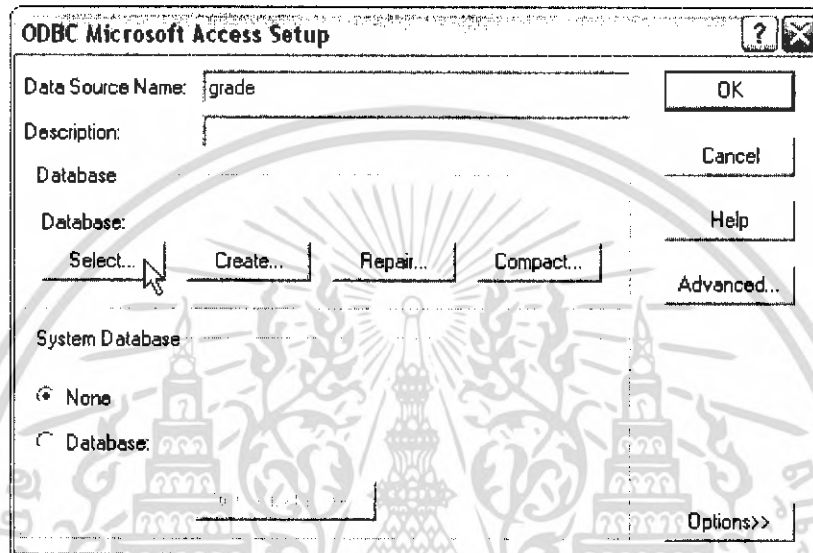 ODBC Microsoft Access Setup
Data Source Name: grade
OK
Description:
Cancel
Database
Database:
Help
Select... Create... Repair... Compact...
Advanced...
System Database
None
Database:
Options>>